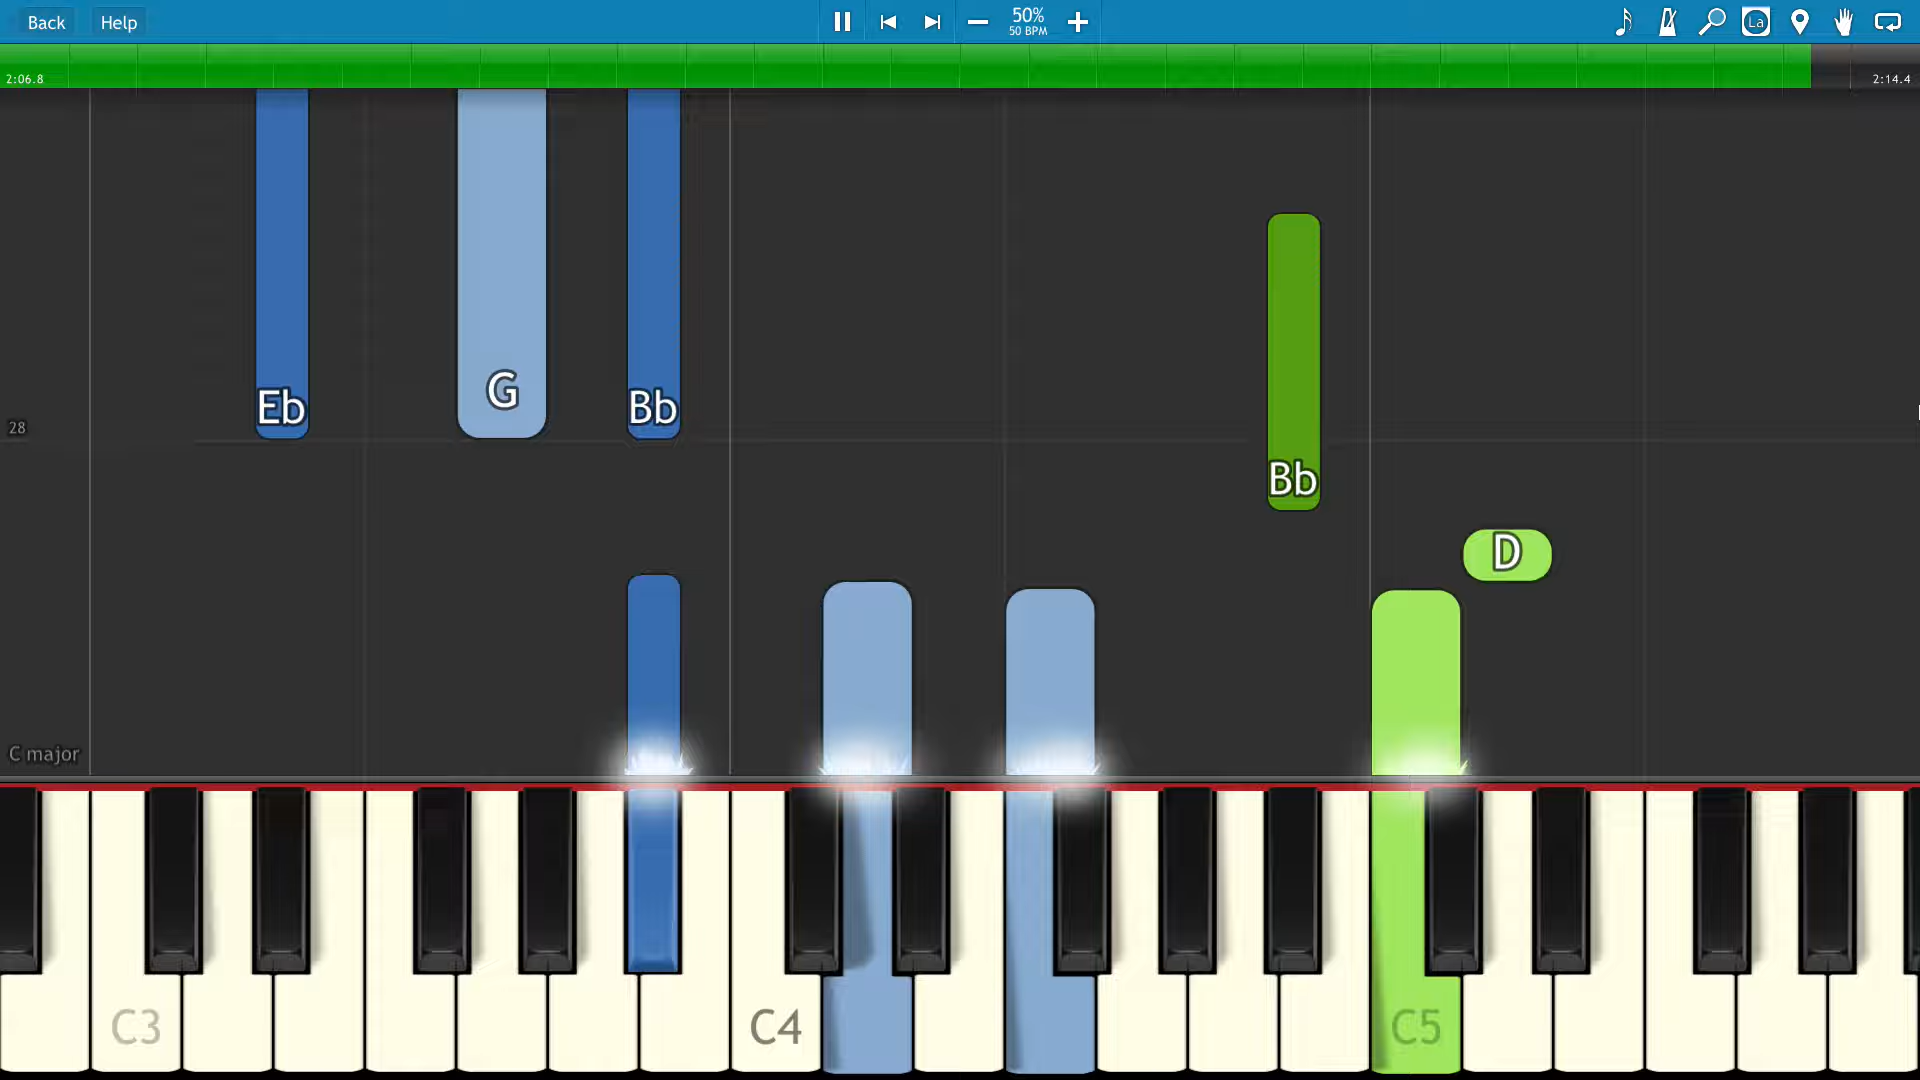 Back Help
50%
50 BPM
La
2:06.8 2:14.4
Eb G Bb
28
Bb
D
C major
C3 C4 C5